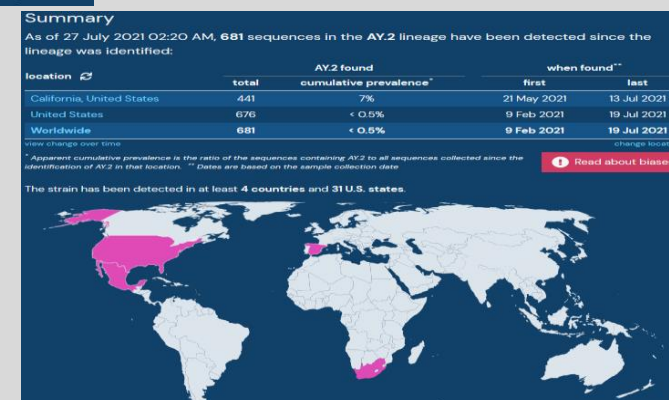 Summary
As of 27 July 2021 02:20 AM, 681 sequences in the AY.2 lineage have been detected since the
lineage was identified:
location AY.2 found when found**
total cumulative prevalence* first last
California, United States 441 7% 21 May 2021 13 Jul 2021
United States 676 < 0.5% 9 Feb 2021 19 Jul 2021
Worldwide 681 < 0.5% 9 Feb 2021 19 Jul 2021
view change over time change locat
* Apparent cumulative prevalence is the ratio of the sequences containing AY.2 to all sequences collected since the
identification of AY.2 in that location. ** Dates are based on the sample collection date
! Read about biase
The strain has been detected in at least 4 countries and 31 U.S. states.